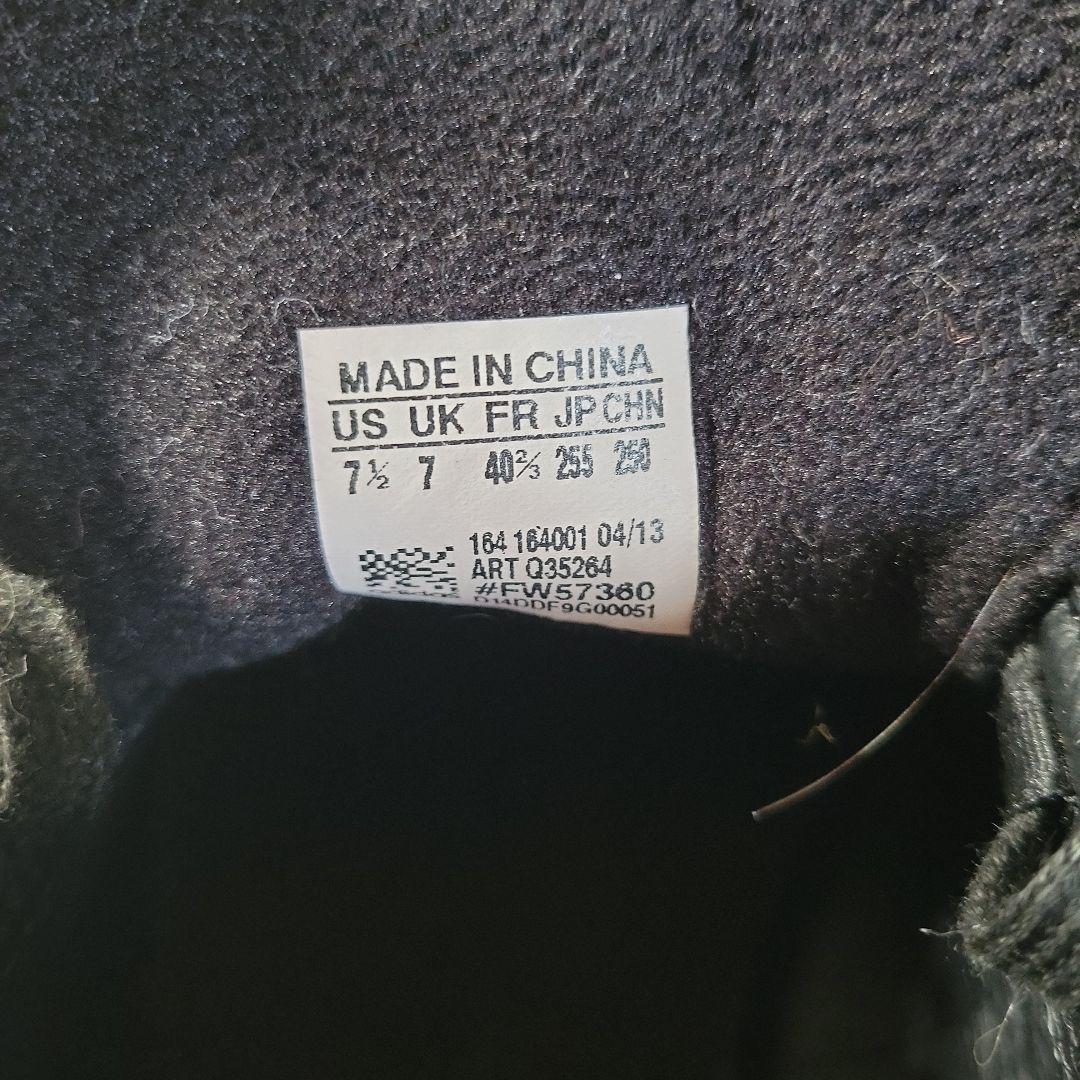 MADE IN CHINA
US UK FR JP CHN
7½ 7 40⅔ 255 250
164 164001 04/13
ART Q35264
#FW57360